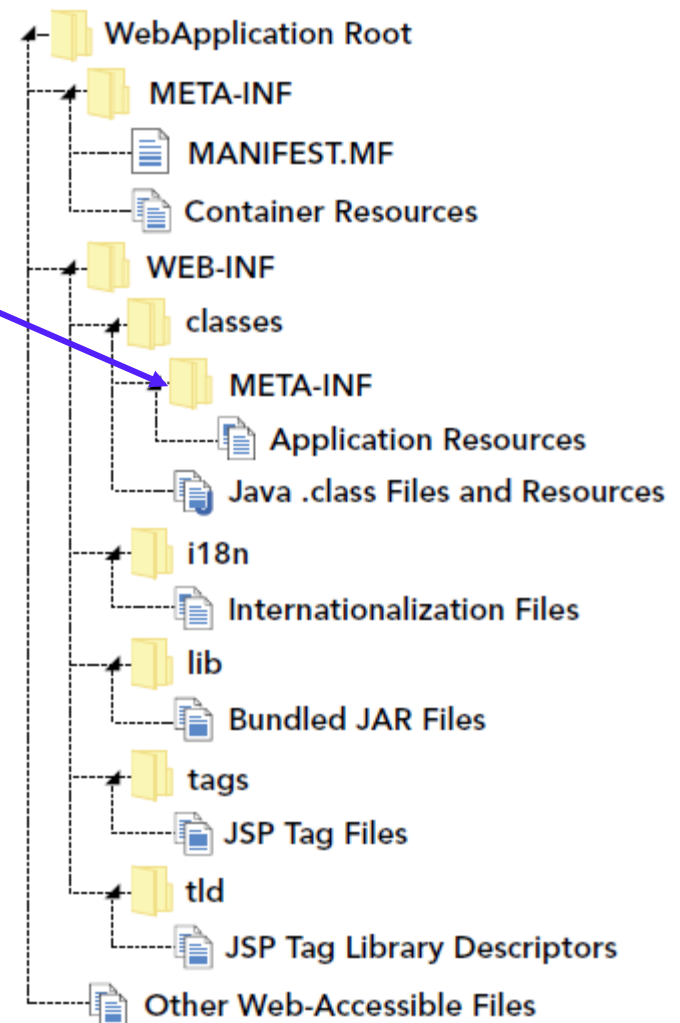 WebApplication Root
META-INF
MANIFEST.MF
Container Resources
WEB-INF
classes
META-INF
Application Resources
Java .class Files and Resources
i18n
Internationalization Files
lib
Bundled JAR Files
tags
JSP Tag Files
tld
JSP Tag Library Descriptors
Other Web-Accessible Files